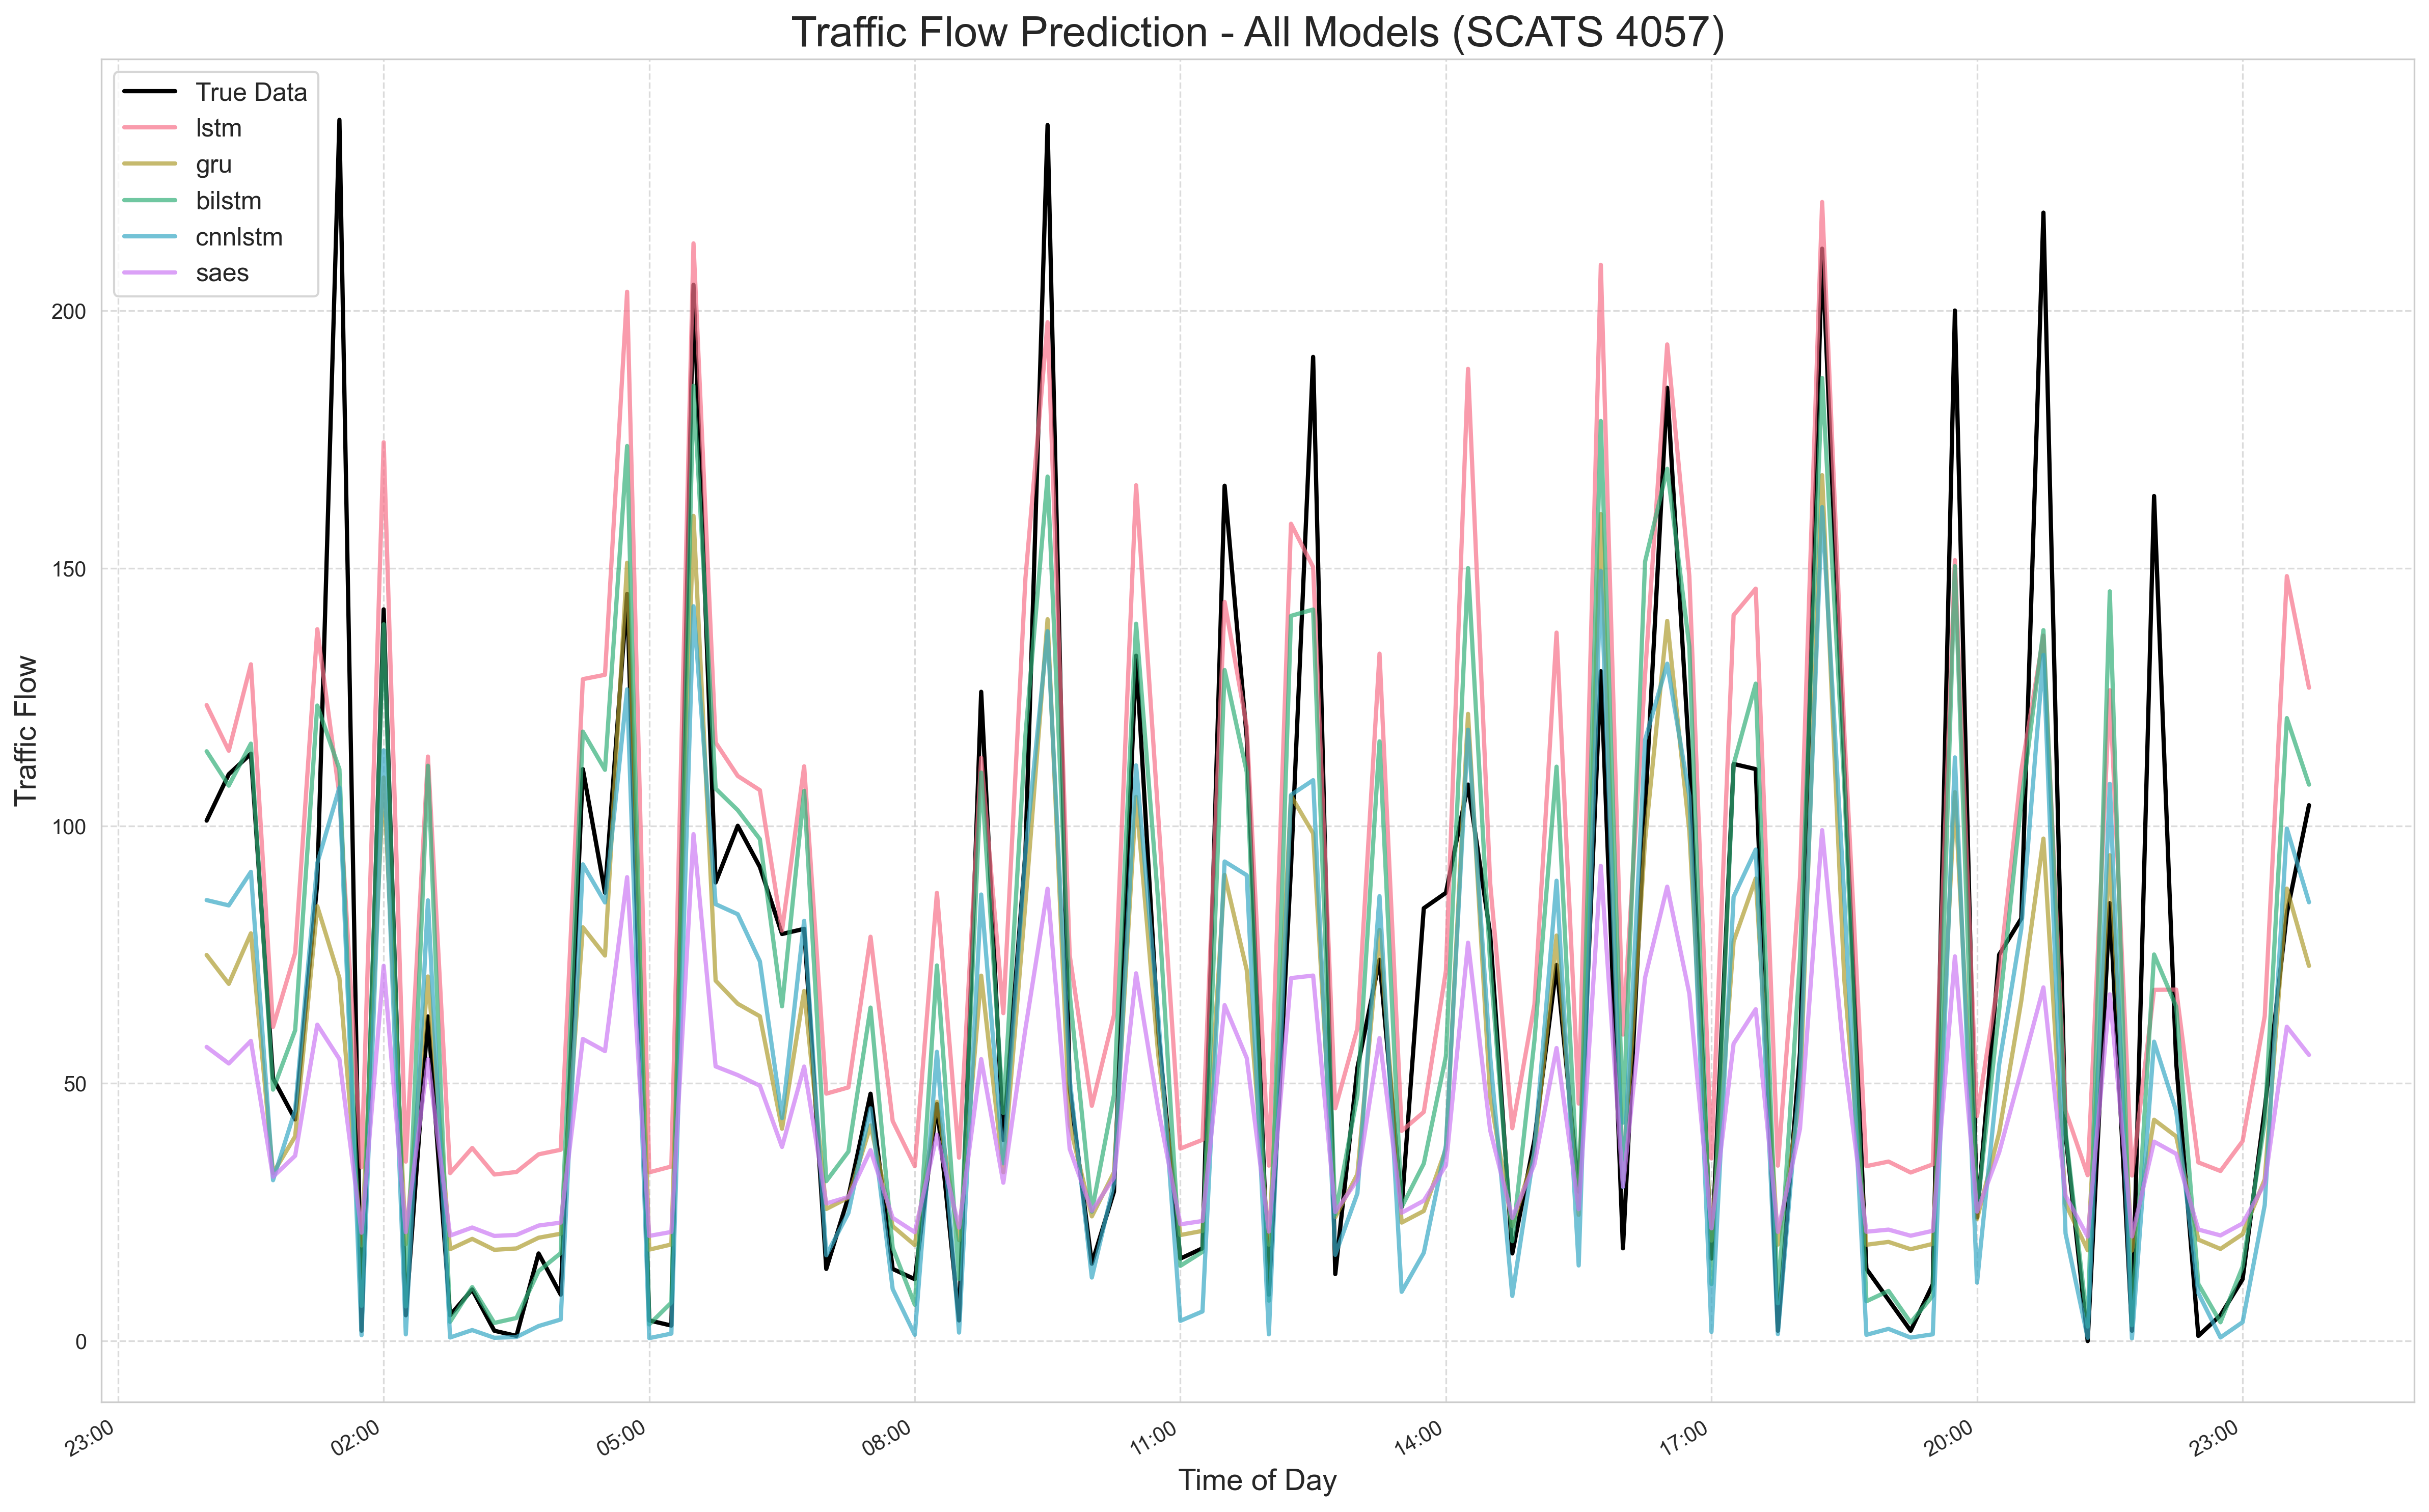 Traffic Flow Prediction - All Models (SCATS 4057)
True Data
lstm
gru
bilstm
cnnlstm
saes
Traffic Flow
200
150
100
50
0
23:00
02:00
05:00
08:00
11:00
14:00
17:00
20:00
23:00
Time of Day